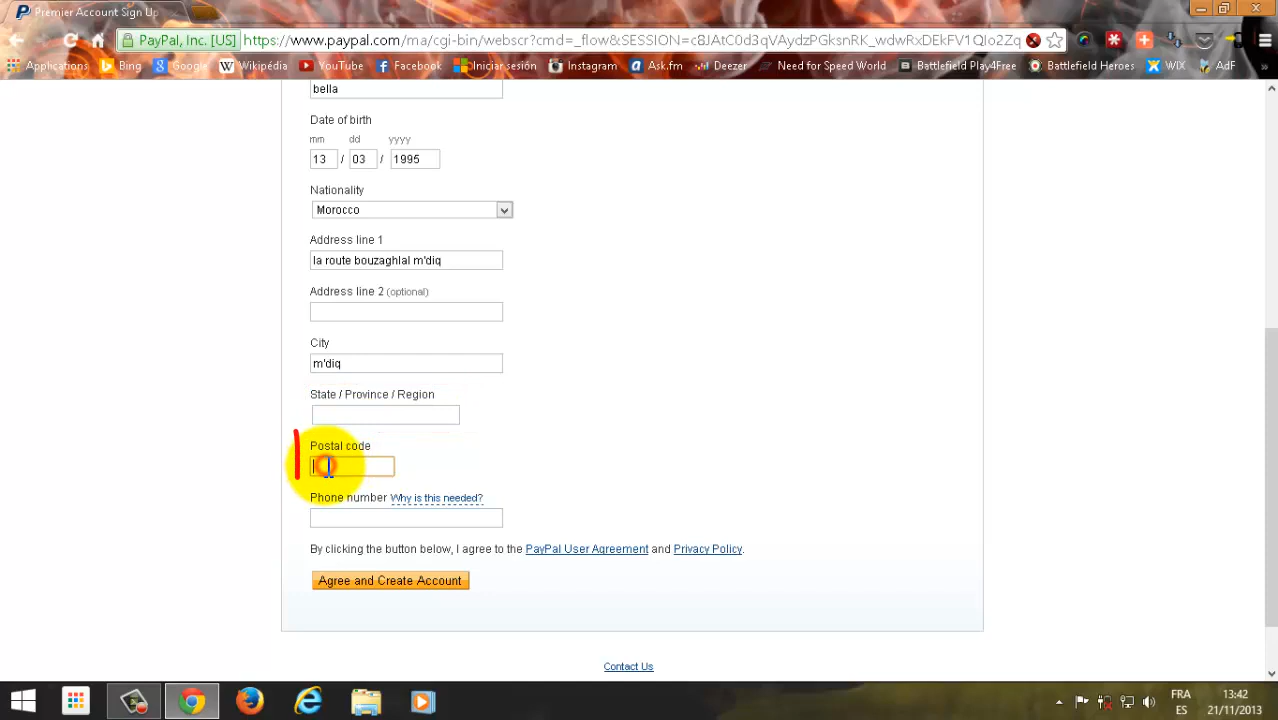 Premier Account Sign Up
PayPal, Inc. [US] https://www.paypal.com/ma/cgi-bin/webscr?cmd=_flow&SESSION=c8JAtC0d3qVAydzPGksnRK_wdwRxDEkFV1QIo2Zq
Applications Bing Google Wikipédia YouTube Facebook Iniciar sesión Instagram Ask.fm Deezer Need for Speed World Battlefield Play4Free Battlefield Heroes WIX AdF »
bella
Date of birth
mm dd yyyy
13 / 03 / 1995
Nationality
Morocco
Address line 1
la route bouzaghlal m'diq
Address line 2 (optional)
City
m'diq
State / Province / Region
Postal code
Phone number Why is this needed?
By clicking the button below, I agree to the PayPal User Agreement and Privacy Policy.
Agree and Create Account
Contact Us
FRA 13:42
ES 21/11/2013